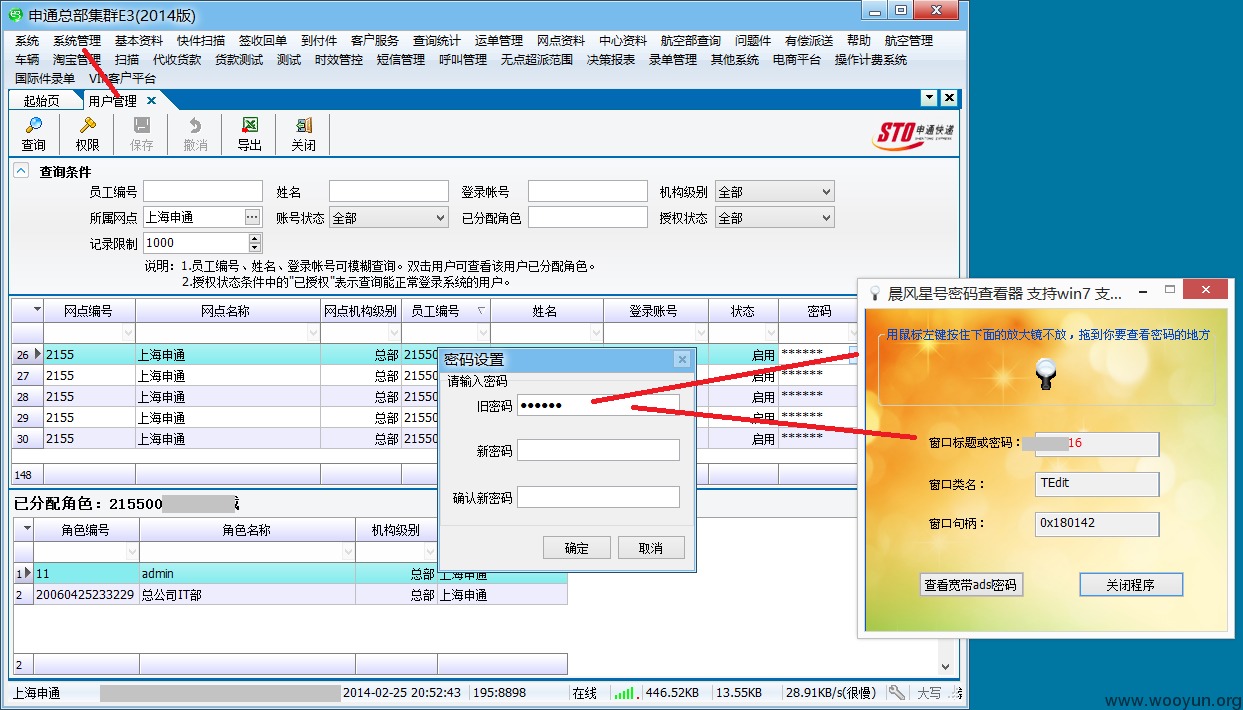 申通总部集群E3(2014版)
系统 系统管理 基本资料 快件扫描 签收回单 到付件 客户服务 查询统计 运单管理 网点资料 中心资料 航空部查询 问题件 有偿派送 帮助 航空管理
车辆 淘宝管理 扫描 代收货款 货款测试 测试 时效管控 短信管理 呼叫管理 无点超派范围 决策报表 录单管理 其他系统 电商平台 操作计费系统
国际件录单 VIP客户平台
起始页 用户管理
查询 权限 保存 撤消 导出 关闭
STO 申通快递
查询条件
员工编号 姓名 登录帐号 机构级别 全部
所属网点 上海申通 账号状态 全部 已分配角色 授权状态 全部
记录限制 1000
说明：1.员工编号、姓名、登录帐号可模糊查询。双击用户可查看该用户已分配角色。
2.授权状态条件中的"已授权"表示查询能正常登录系统的用户。
网点编号 网点名称 网点机构级别 员工编号 姓名 登录帐号 状态 密码
26 2155 上海申通 总部 21550 启用 ******
27 2155 上海申通 总部 21550 启用 ******
28 2155 上海申通 总部 21550 启用 ******
29 2155 上海申通 总部 21550 启用 ******
30 2155 上海申通 总部 21550 启用 ******
148
密码设置
请输入密码
旧密码 ●●●●●●
新密码
确认新密码
确定 取消
已分配角色：215500
角色编号 角色名称 机构级别
1 11 admin 总部 上海申通
2 20060425233229 总公司IT部 总部 上海申通
2
上海申通 2014-02-25 20:52:43 195:8898 在线 446.52KB 13.55KB 28.91KB/s(很慢) 大写
晨风星号密码查看器 支持win7 支...
用鼠标左键按住下面的放大镜不放，拖到你要查看密码的地方
窗口标题或密码： 16
窗口类名： TEdit
窗口句柄： 0x180142
查看宽带ads密码 关闭程序
www.wooyun.org